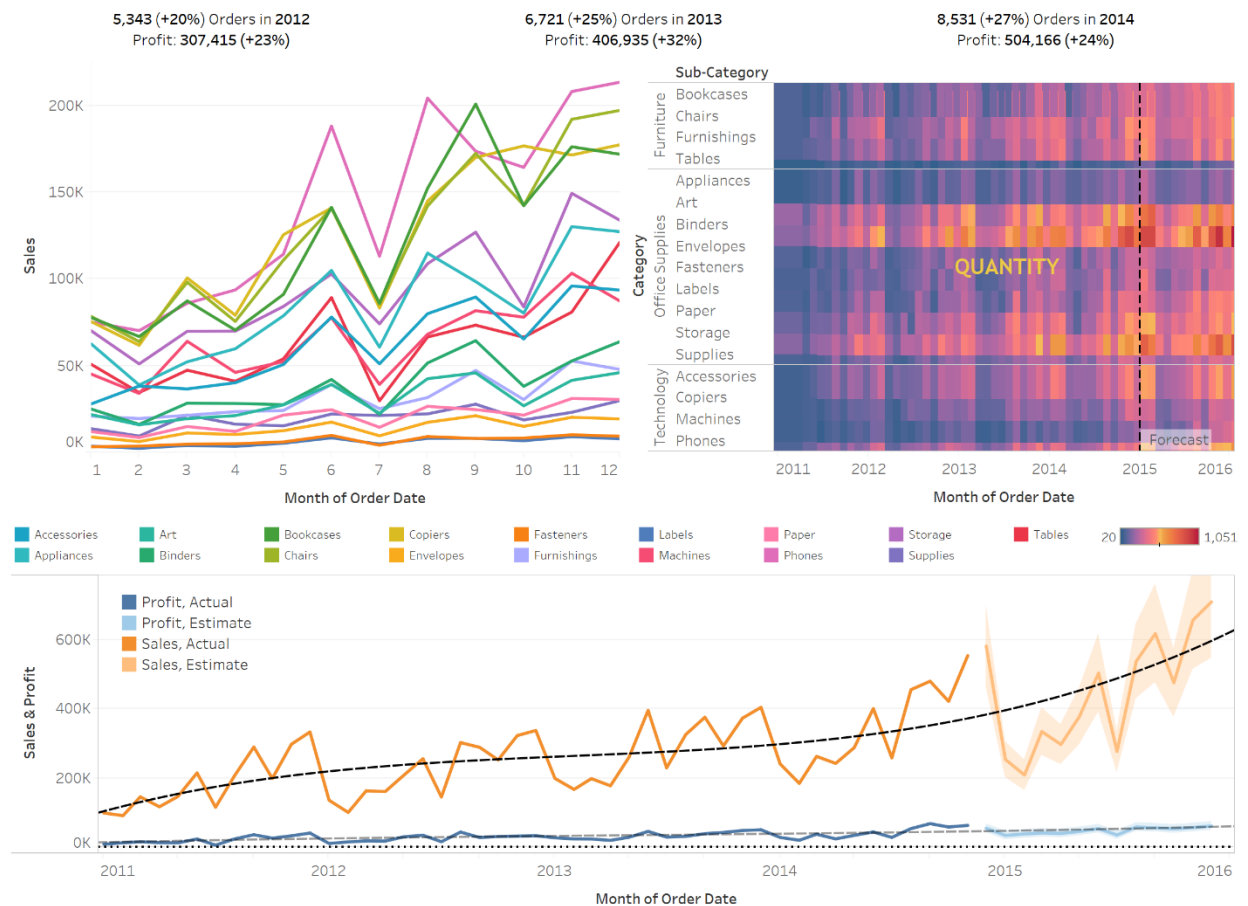 5,343 (+20%) Orders in 2012
Profit: 307,415 (+23%)
6,721 (+25%) Orders in 2013
Profit: 406,935 (+32%)
8,531 (+27%) Orders in 2014
Profit: 504,166 (+24%)
Sales
200K
150K
100K
50K
0K
1 2 3 4 5 6 7 8 9 10 11 12
Month of Order Date
Category
Sub-Category
Furniture
Bookcases
Chairs
Furnishings
Tables
Office Supplies
Appliances
Art
Binders
Envelopes
Fasteners
Labels
Paper
Storage
Supplies
Technology
Accessories
Copiers
Machines
Phones
QUANTITY
Forecast
2011 2012 2013 2014 2015 2016
Month of Order Date
Accessories Art Bookcases Copiers Fasteners Labels Paper Storage Tables
Appliances Binders Chairs Envelopes Furnishings Machines Phones Supplies
20 1,051
Sales & Profit
600K
400K
200K
0K
Profit, Actual
Profit, Estimate
Sales, Actual
Sales, Estimate
2011 2012 2013 2014 2015 2016
Month of Order Date